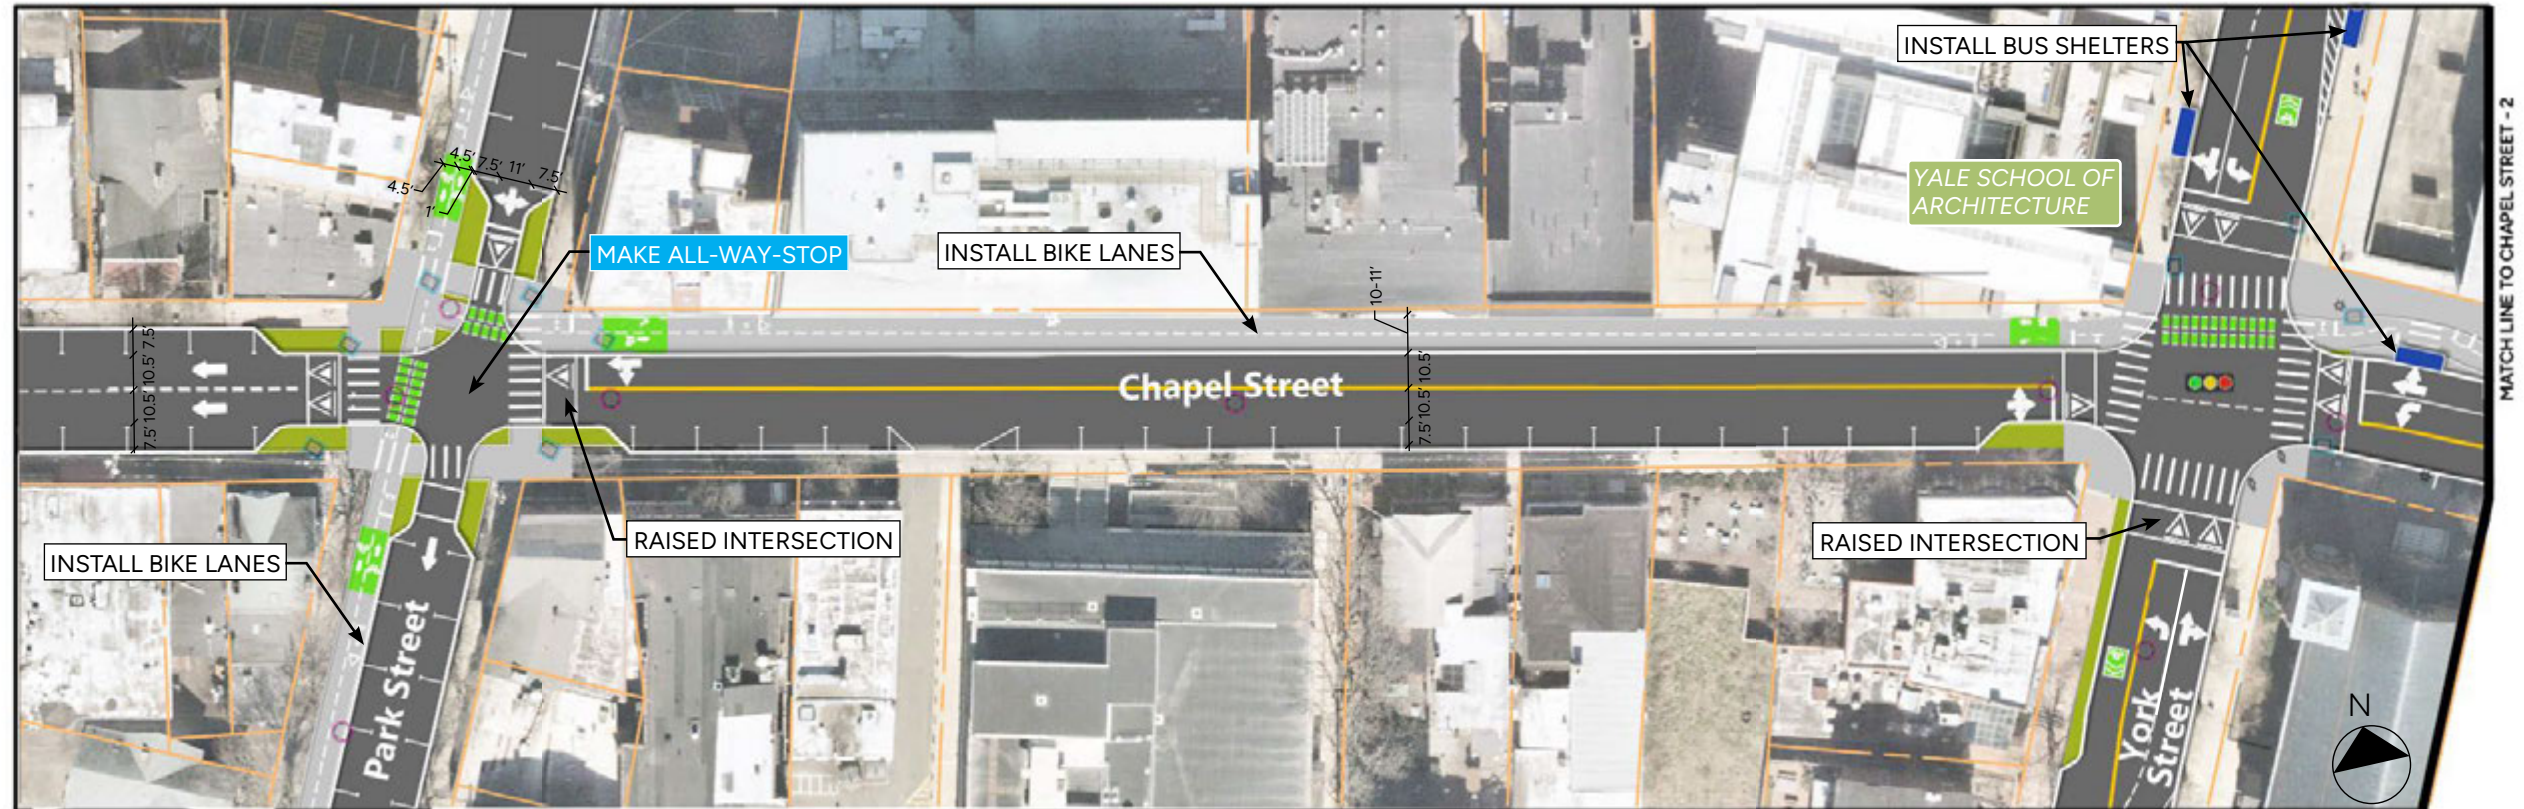 INSTALL BUS SHELTERS
MATCH LINE TO CHAPEL STREET - 2
4.5' 7.5' 11' 7.5'
4.5'
1'
YALE SCHOOL OF
ARCHITECTURE
MAKE ALL-WAY-STOP
INSTALL BIKE LANES
10-11'
7.5' 10.5' 10.5' 7.5'
Chapel Street
7.5' 10.5' 10.5'
RAISED INTERSECTION
RAISED INTERSECTION
INSTALL BIKE LANES
Park Street
York
Street
N